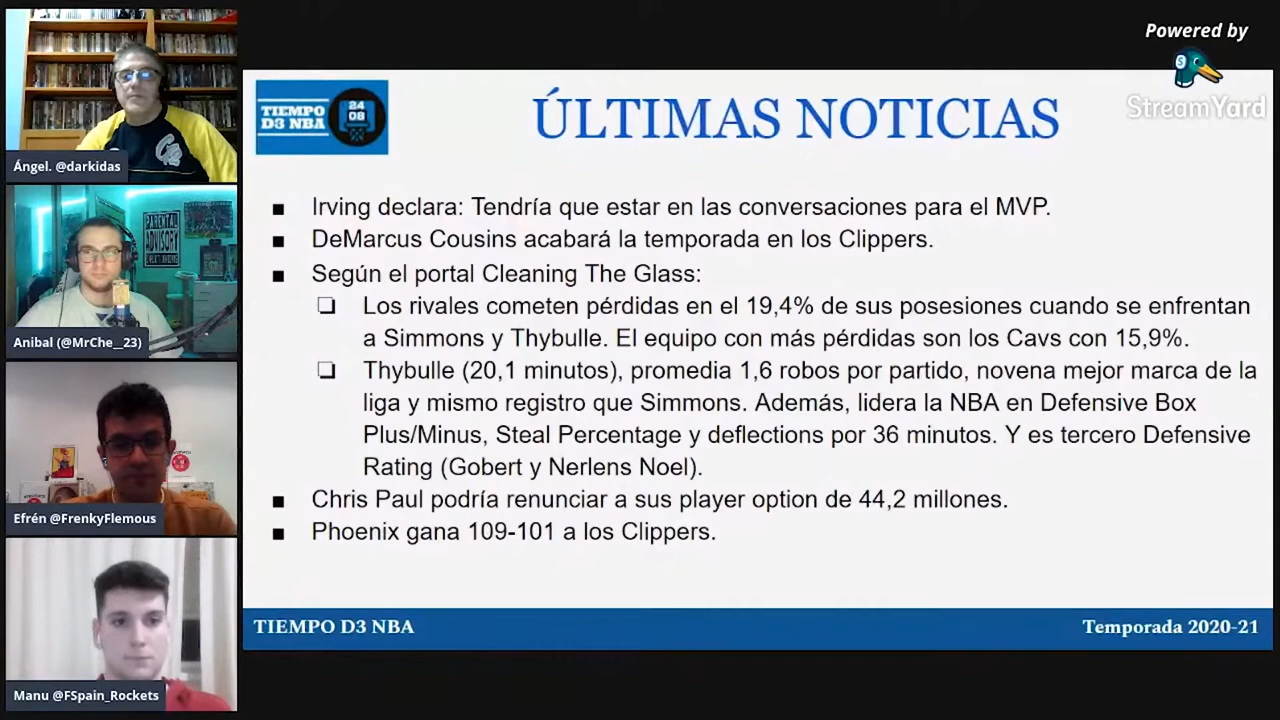 Powered by
StreamYard
TIEMPO
D3 NBA
24
08
ÚLTIMAS NOTICIAS
Ángel. @darkidas
PARENTAL
ADVISORY
Anibal (@MrChe__23)
Efrén @FrenkyFlemous
Manu @FSpain_Rockets
■ Irving declara: Tendría que estar en las conversaciones para el MVP.
■ DeMarcus Cousins acabará la temporada en los Clippers.
■ Según el portal Cleaning The Glass:
❏ Los rivales cometen pérdidas en el 19,4% de sus posesiones cuando se enfrentan
a Simmons y Thybulle. El equipo con más pérdidas son los Cavs con 15,9%.
❏ Thybulle (20,1 minutos), promedia 1,6 robos por partido, novena mejor marca de la
liga y mismo registro que Simmons. Además, lidera la NBA en Defensive Box
Plus/Minus, Steal Percentage y deflections por 36 minutos. Y es tercero Defensive
Rating (Gobert y Nerlens Noel).
■ Chris Paul podría renunciar a sus player option de 44,2 millones.
■ Phoenix gana 109-101 a los Clippers.
TIEMPO D3 NBA
Temporada 2020-21